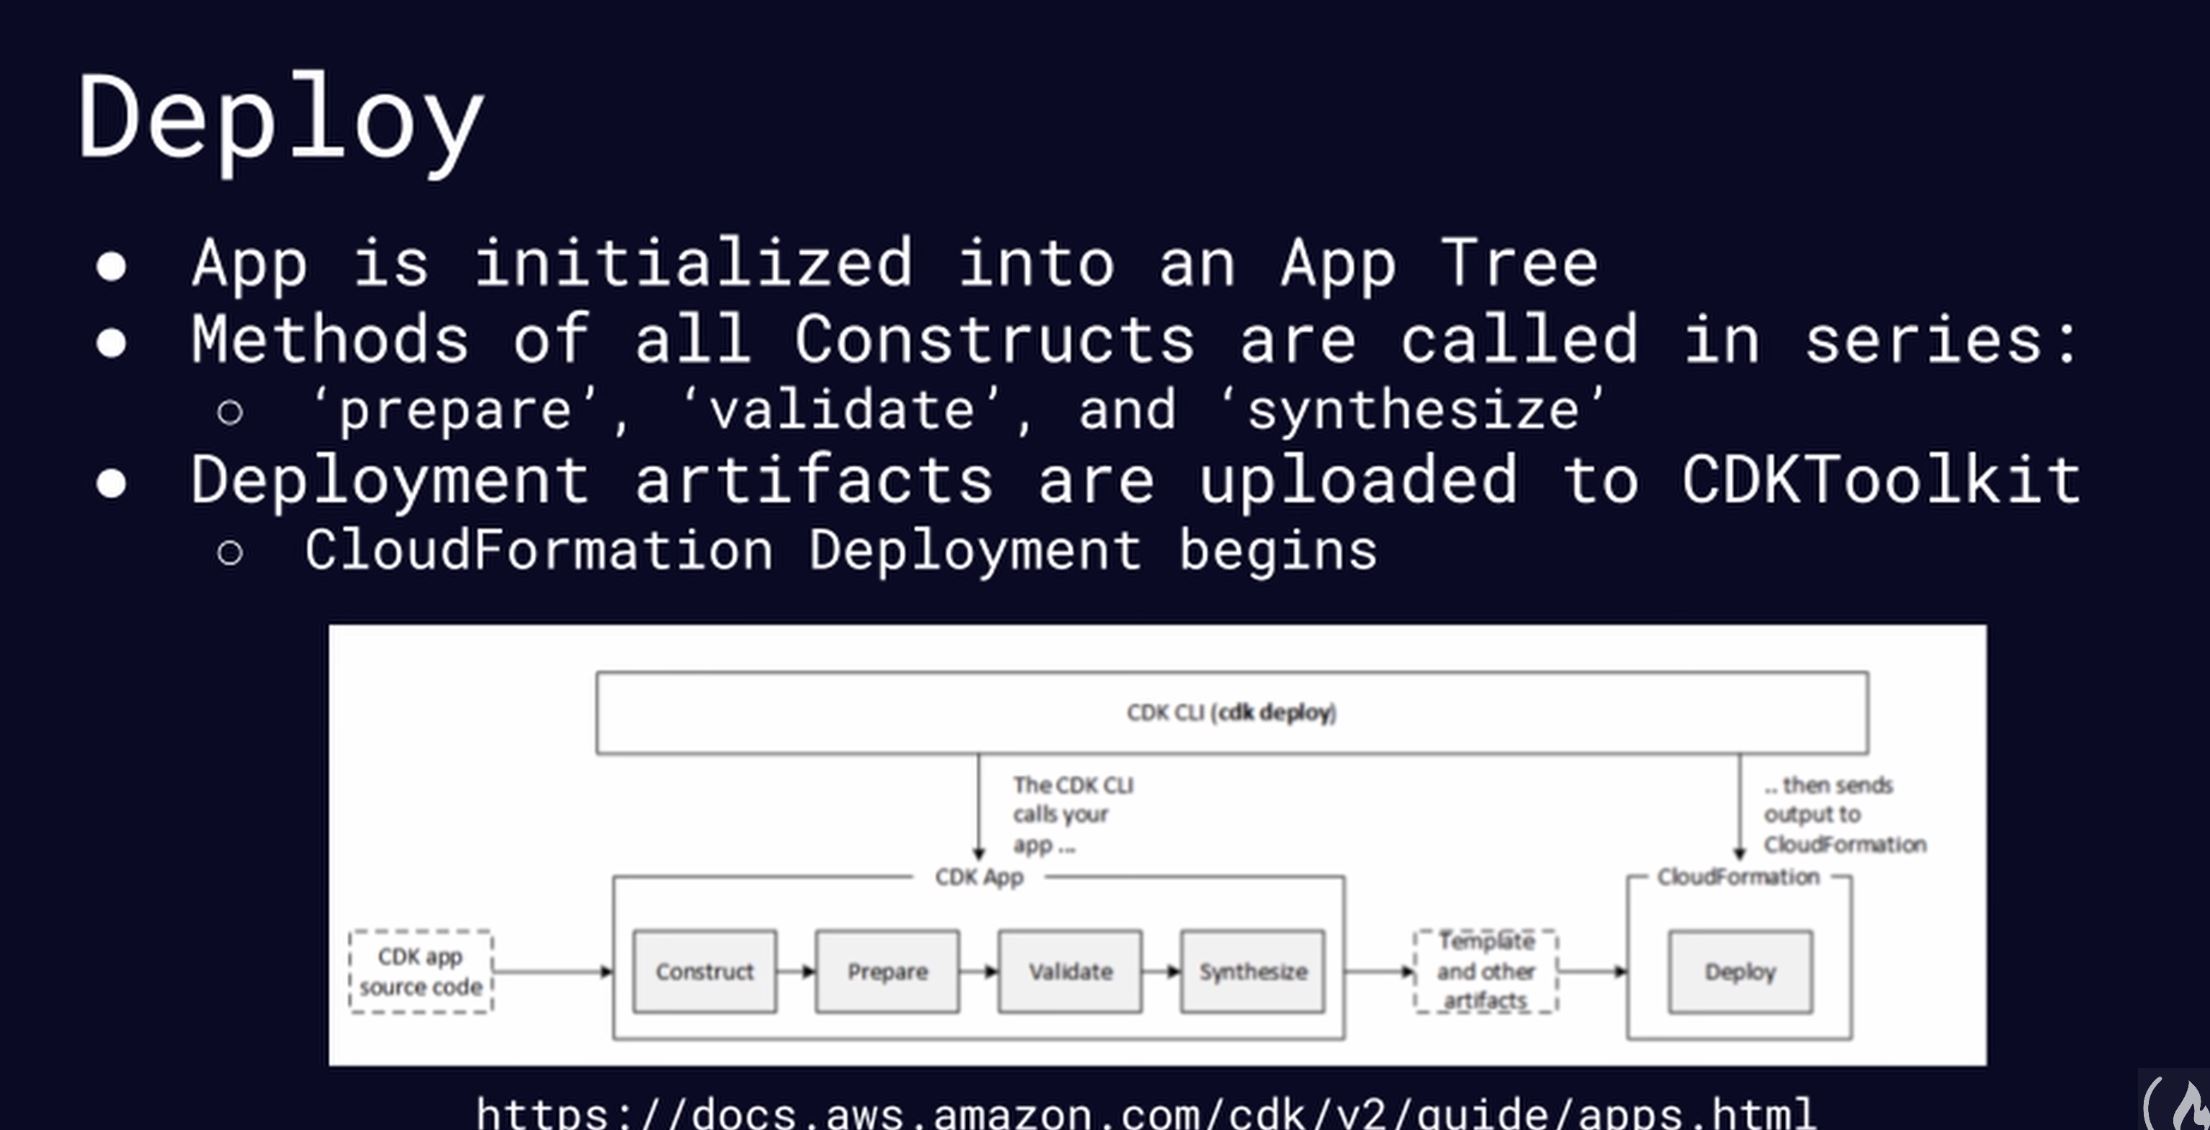 Deploy
● App is initialized into an App Tree
● Methods of all Constructs are called in series:
○ ‘prepare’, ‘validate’, and ‘synthesize’
● Deployment artifacts are uploaded to CDKToolkit
○ CloudFormation Deployment begins
CDK CLI (cdk deploy)
The CDK CLI
calls your
app ...
.. then sends
output to
CloudFormation
CDK App
CloudFormation
CDK app
source code
Construct
Prepare
Validate
Synthesize
Template
and other
artifacts
Deploy
https://docs.aws.amazon.com/cdk/v2/guide/apps.html